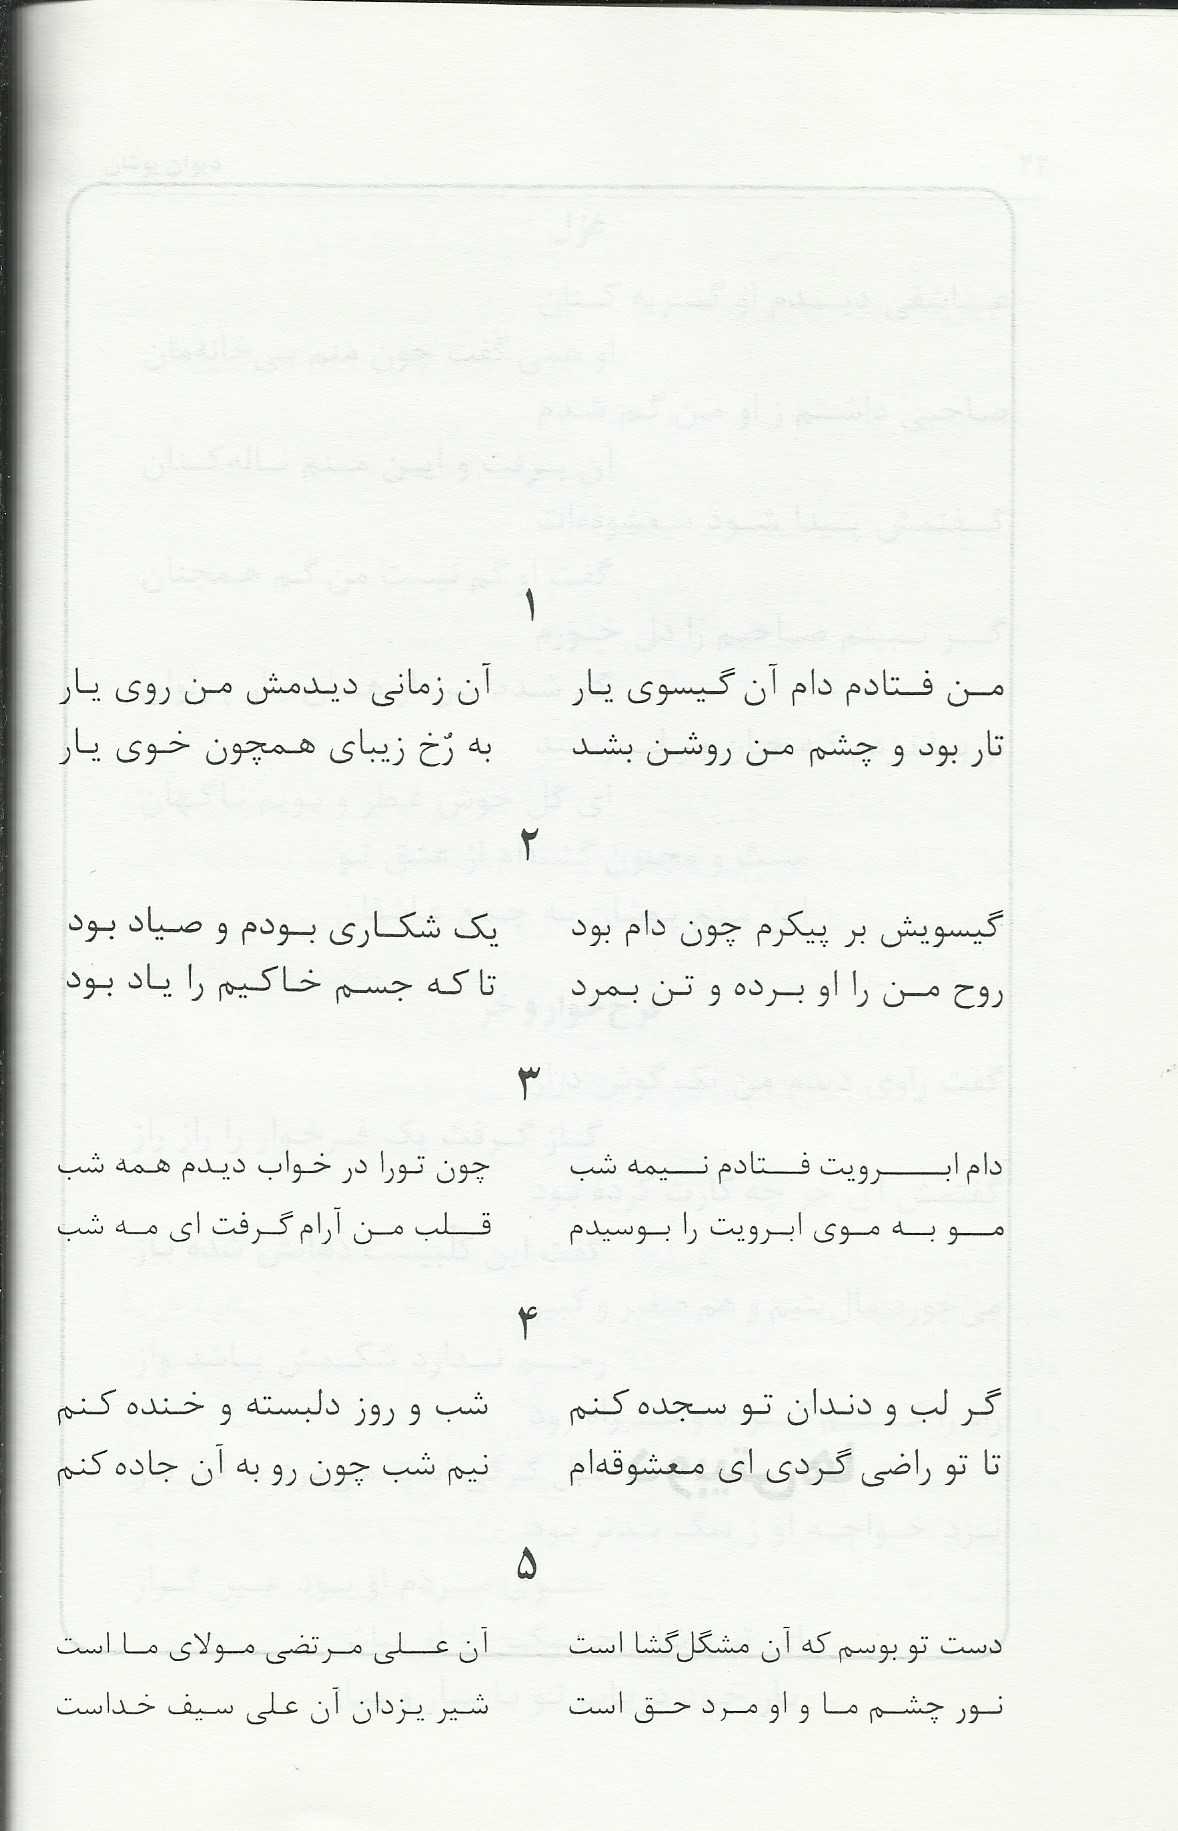 ۱
من فتادم دام آن گیسوی یار آن زمانی دیدمش من روی یار
تار بود و چشم من روشن بشد به رُخ زیبای همچون خوی یار
۲
گیسویش بر پیکرم چون دام بود یک شکاری بودم و صیاد بود
روح من را او برده و تن بمرد تا که جسم خاکیم را یاد بود
۳
دام ابرویت فتادم نیمه شب چون تورا در خواب دیدم همه شب
مو به موی ابرویت را بوسیدم قلب من آرام گرفت ای مه شب
۴
گر لب و دندان تو سجده کنم شب و روز دلبسته و خنده کنم
تا تو راضی گردی ای معشوقه‌ام نیم شب چون رو به آن جاده کنم
۵
دست تو بوسم که آن مشگل‌گشا است آن علی مرتضی مولای ما است
نور چشم ما و او مرد حق است شیر یزدان آن علی سیف خداست